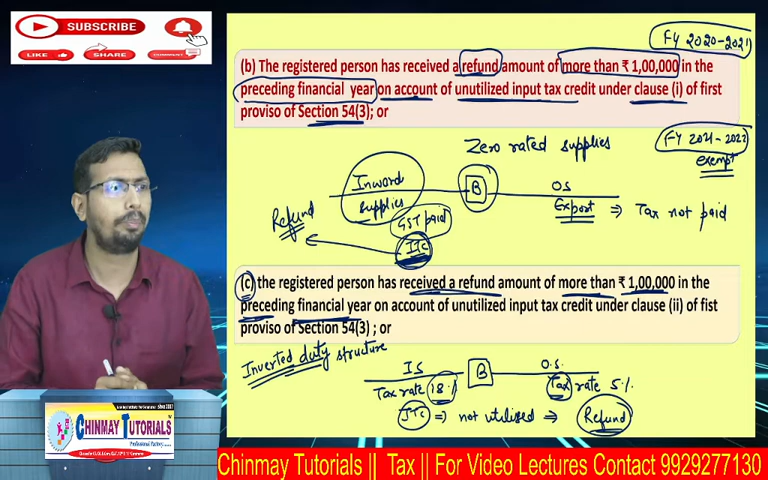 SUBSCRIBE
LIKE
SHARE
COMMENT
FY 2020-2021
(b) The registered person has received a refund amount of more than ₹ 1,00,000 in the
preceding financial year on account of unutilized input tax credit under clause (i) of first
proviso of Section 54(3); or
Zero rated supplies
FY 2021-2022
exempt
Inward
supplies
B
O.S
Export ⇒ Tax not paid
Refund
GST paid
ITC
(c) the registered person has received a refund amount of more than ₹ 1,00,000 in the
preceding financial year on account of unutilized input tax credit under clause (ii) of fist
proviso of Section 54(3) ; or
Inverted duty structure
I S
B
O.S.
Tax rate 18%
Tax rate 5%
ITC ⇒ not utilised ⇒ Refund
CHINMAY TUTORIALS
Professional Factory
Chinmay Tutorials || Tax || For Video Lectures Contact 9929277130